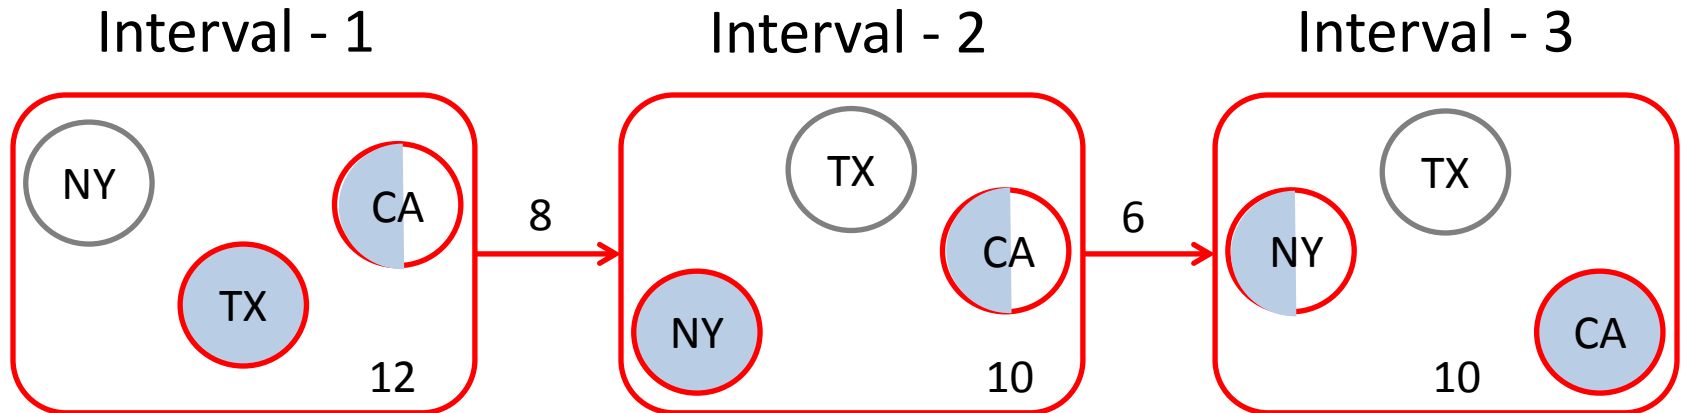 Interval - 1
Interval - 2
Interval - 3
NY
CA
TX
12
8
TX
CA
NY
10
6
TX
NY
CA
10